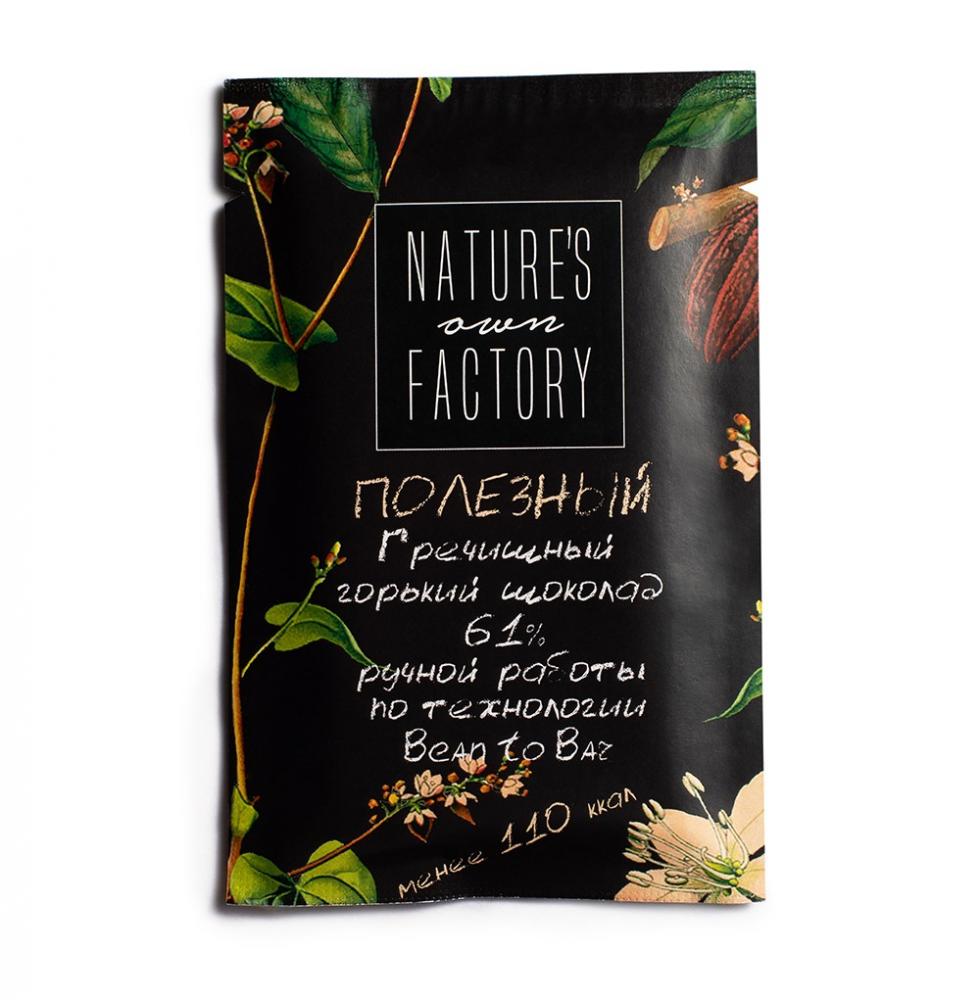 NATURE'S
own
FACTORY
ПОЛЕЗНЫЙ
Гречишный
горький шоколад
61%
ручной работы
по технологии
Bean to Bar
менее 110 ккал